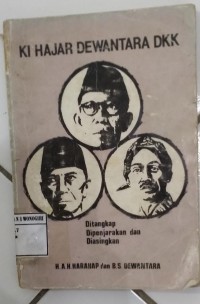 KI HAJAR DEWANTARA DKK
Ditangkap
Dipenjarakan dan
Diasingkan
H.A.H. HARAHAP dan B.S. DEWANTARA